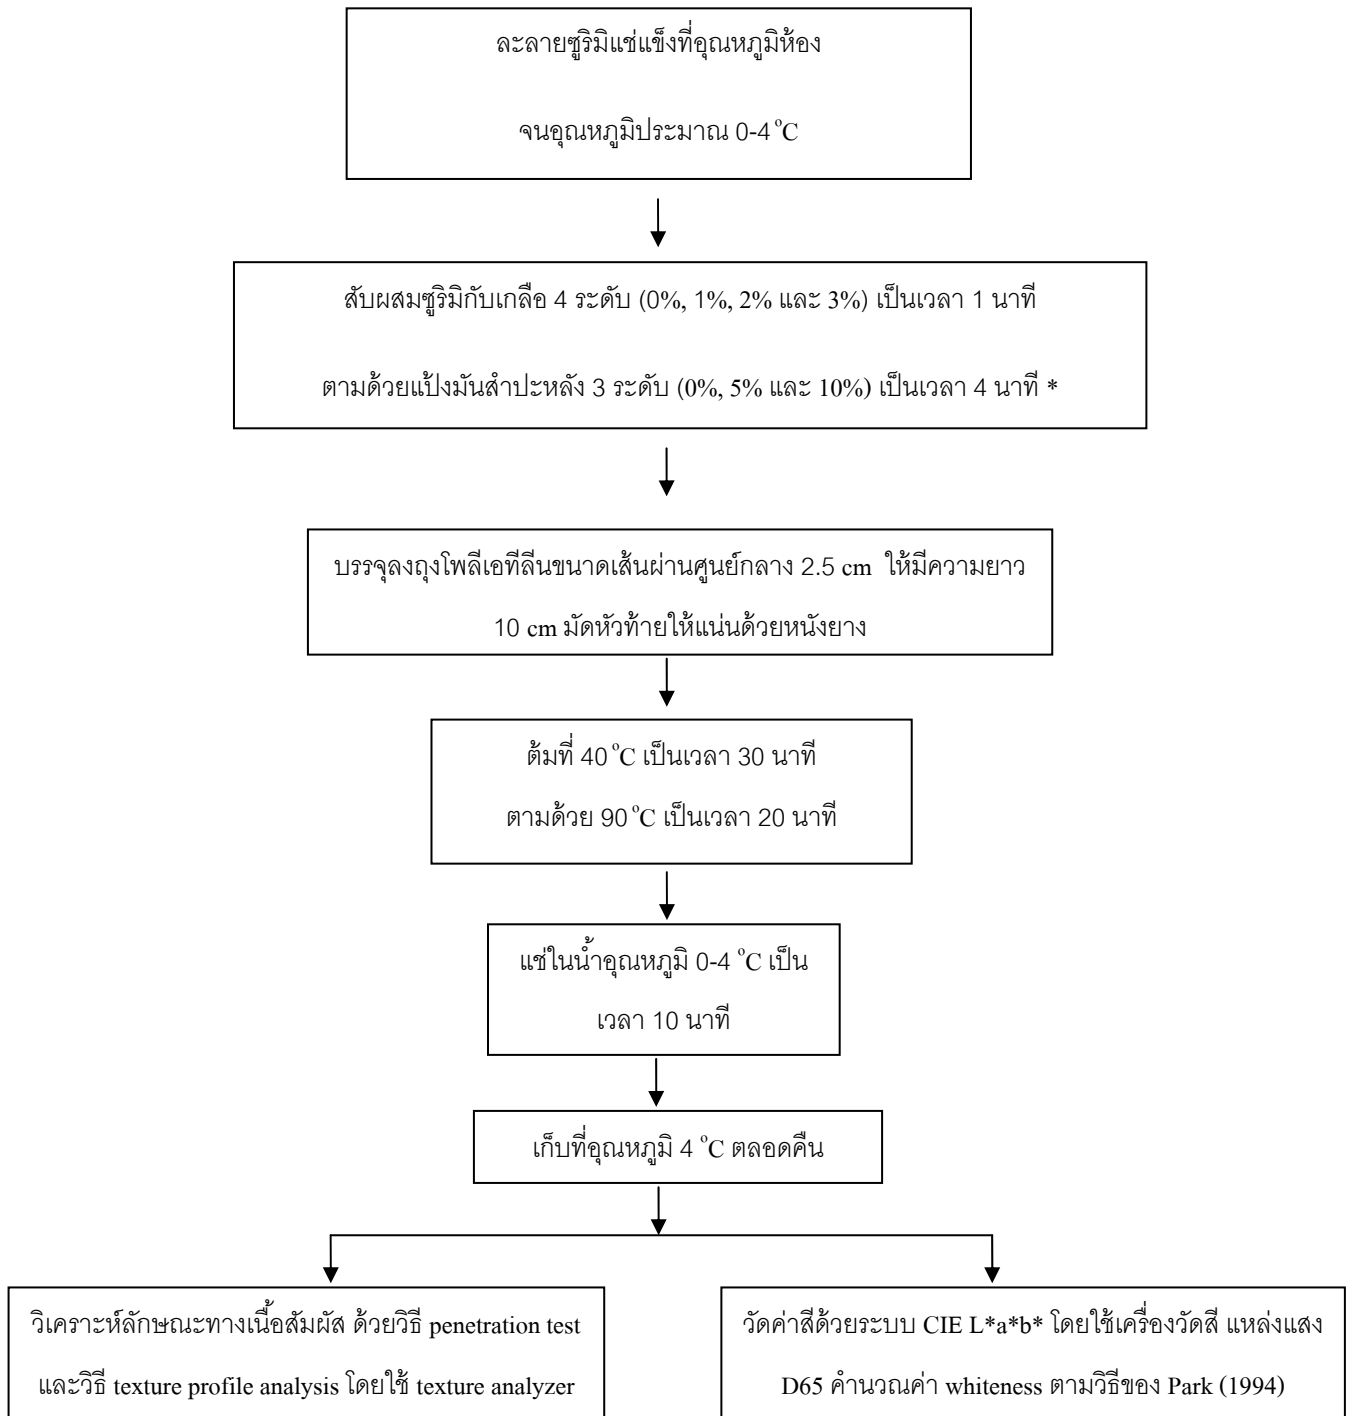 ละลายซูริมิแช่แข็งที่อุณหภูมิห้อง
จนอุณหภูมิประมาณ 0-4 °C
สับผสมซูริมิกับเกลือ 4 ระดับ (0%, 1%, 2% และ 3%) เป็นเวลา 1 นาที
ตามด้วยแป้งมันสำปะหลัง 3 ระดับ (0%, 5% และ 10%) เป็นเวลา 4 นาที *
บรรจุลงถุงโพลีเอทีลีนขนาดเส้นผ่านศูนย์กลาง 2.5 cm ให้มีความยาว
10 cm มัดหัวท้ายให้แน่นด้วยหนังยาง
ต้มที่ 40 °C เป็นเวลา 30 นาที
ตามด้วย 90 °C เป็นเวลา 20 นาที
แช่ในน้ำอุณหภูมิ 0-4 °C เป็น
เวลา 10 นาที
เก็บที่อุณหภูมิ 4 °C ตลอดคืน
วิเคราะห์ลักษณะทางเนื้อสัมผัส ด้วยวิธี penetration test
และวิธี texture profile analysis โดยใช้ texture analyzer
วัดค่าสีด้วยระบบ CIE L*a*b* โดยใช้เครื่องวัดสี แหล่งแสง
D65 คำนวณค่า whiteness ตามวิธีของ Park (1994)